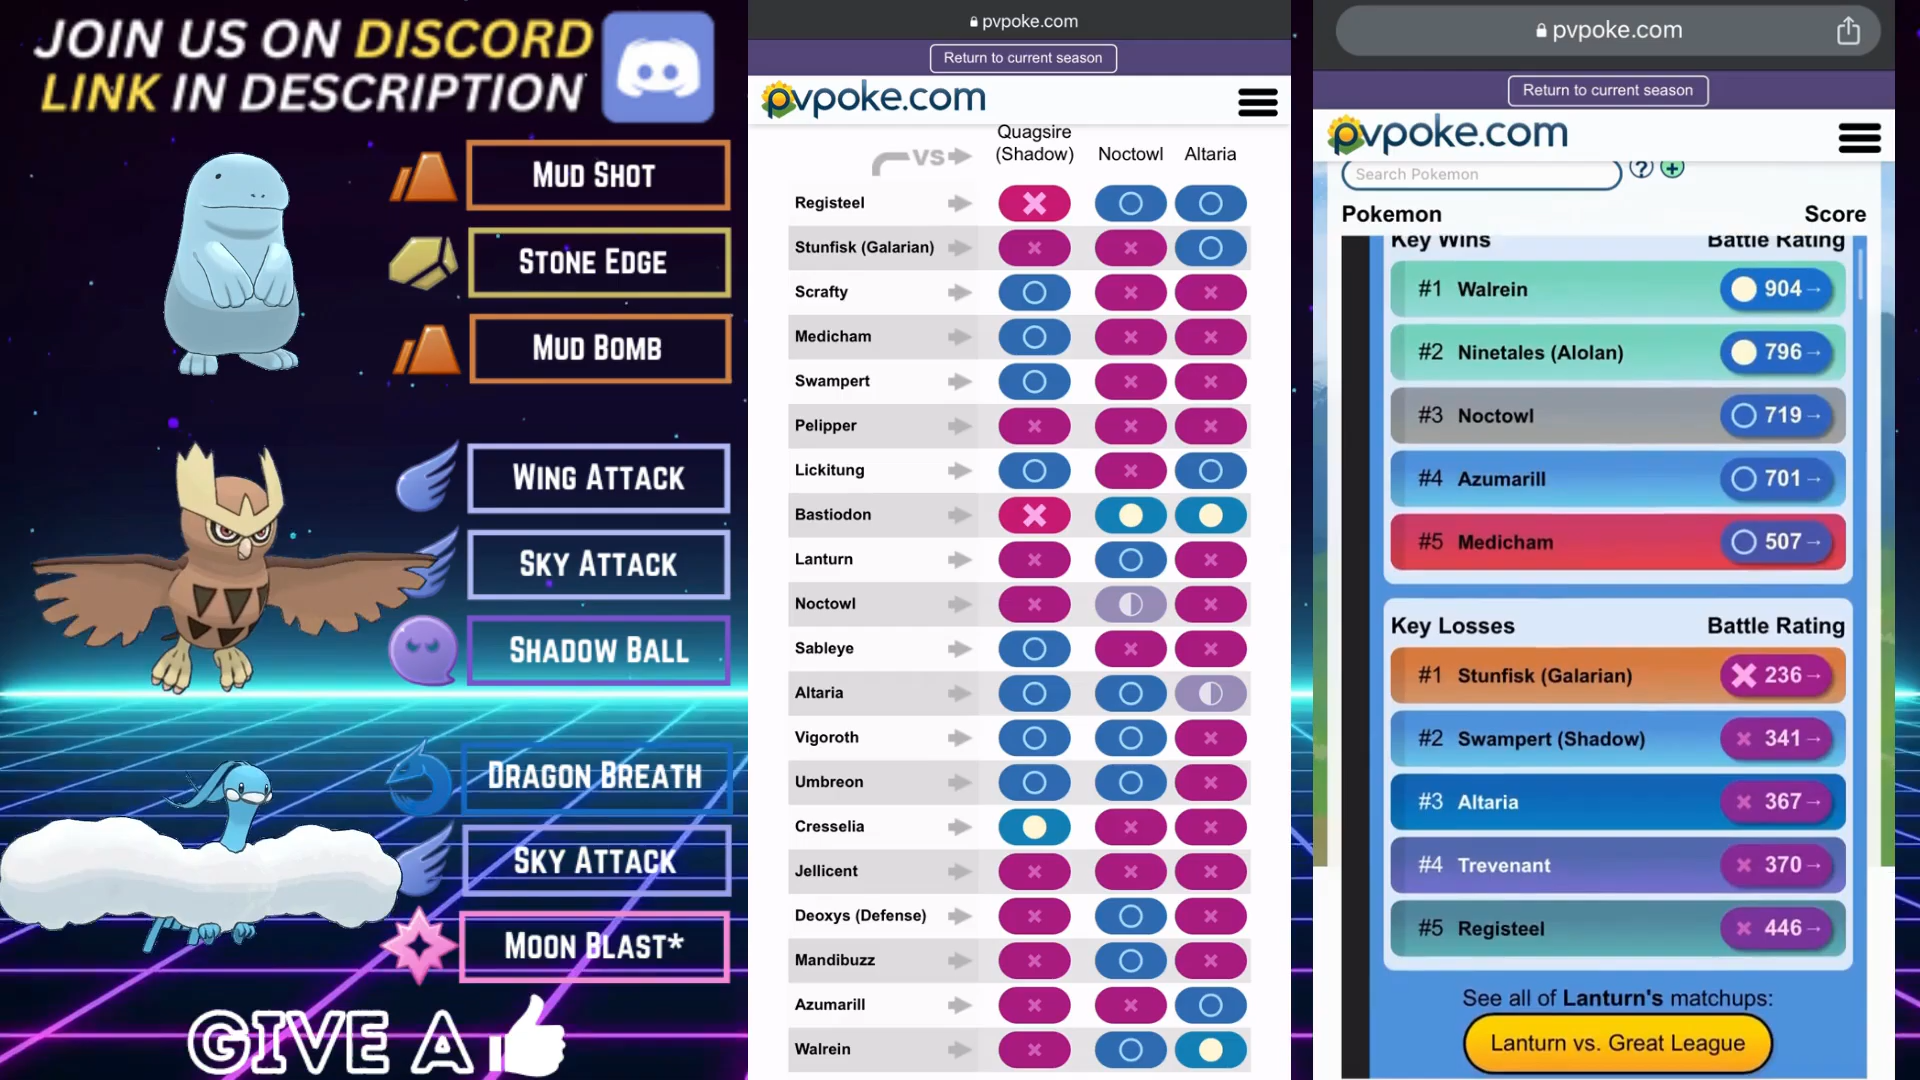 JOIN US ON DISCORD
LINK IN DESCRIPTION
MUD SHOT
STONE EDGE
MUD BOMB
WING ATTACK
SKY ATTACK
SHADOW BALL
DRAGON BREATH
SKY ATTACK
MOON BLAST*
GIVE A
pvpoke.com
Return to current season
pvpoke.com
VS
Quagsire (Shadow)
Noctowl
Altaria
Registeel
Stunfisk (Galarian)
Scrafty
Medicham
Swampert
Pelipper
Lickitung
Bastiodon
Lanturn
Noctowl
Sableye
Altaria
Vigoroth
Umbreon
Cresselia
Jellicent
Deoxys (Defense)
Mandibuzz
Azumarill
Walrein
pvpoke.com
Return to current season
pvpoke.com
Search Pokemon ? +
Pokemon Score
Key Wins Battle Rating
#1 Walrein 904→
#2 Ninetales (Alolan) 796→
#3 Noctowl 719→
#4 Azumarill 701→
#5 Medicham 507→
Key Losses Battle Rating
#1 Stunfisk (Galarian) 236→
#2 Swampert (Shadow) 341→
#3 Altaria 367→
#4 Trevenant 370→
#5 Registeel 446→
See all of Lanturn's matchups:
Lanturn vs. Great League